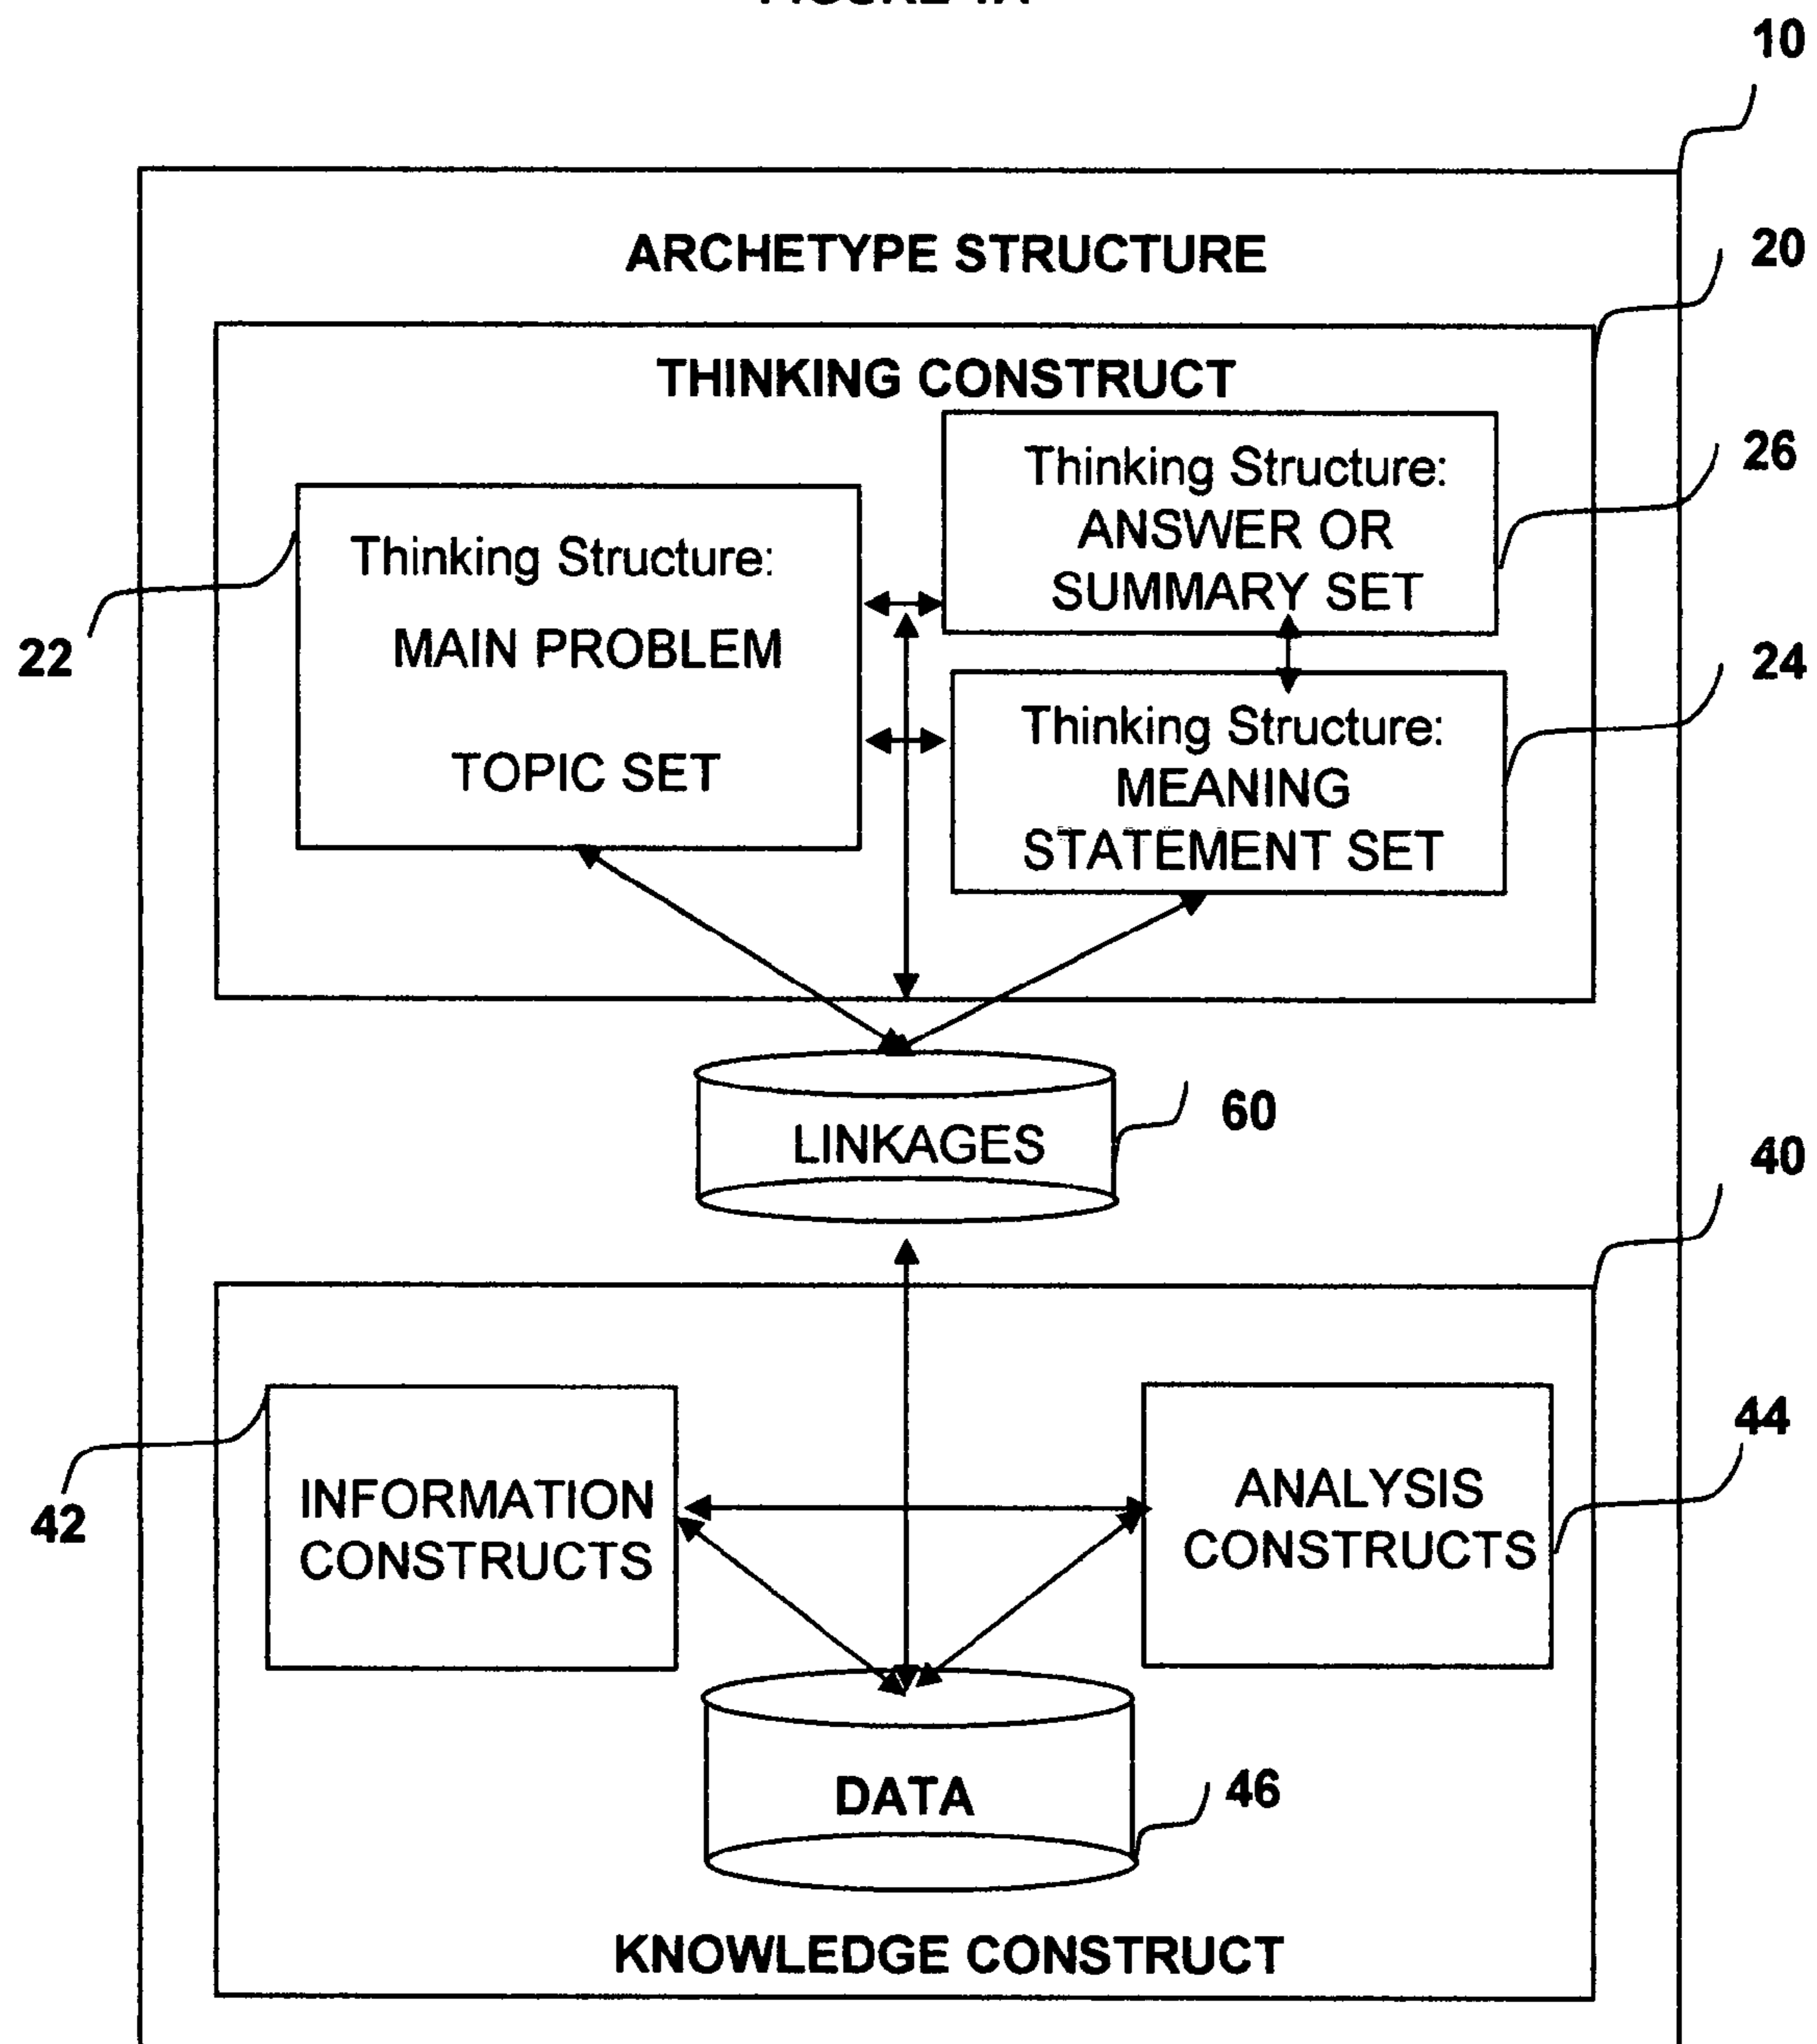 10
ARCHETYPE STRUCTURE
20
THINKING CONSTRUCT
Thinking Structure:
ANSWER OR
SUMMARY SET
26
Thinking Structure:
MAIN PROBLEM
TOPIC SET
22
Thinking Structure:
MEANING
STATEMENT SET
24
LINKAGES
60
40
INFORMATION
CONSTRUCTS
42
ANALYSIS
CONSTRUCTS
44
DATA
46
KNOWLEDGE CONSTRUCT